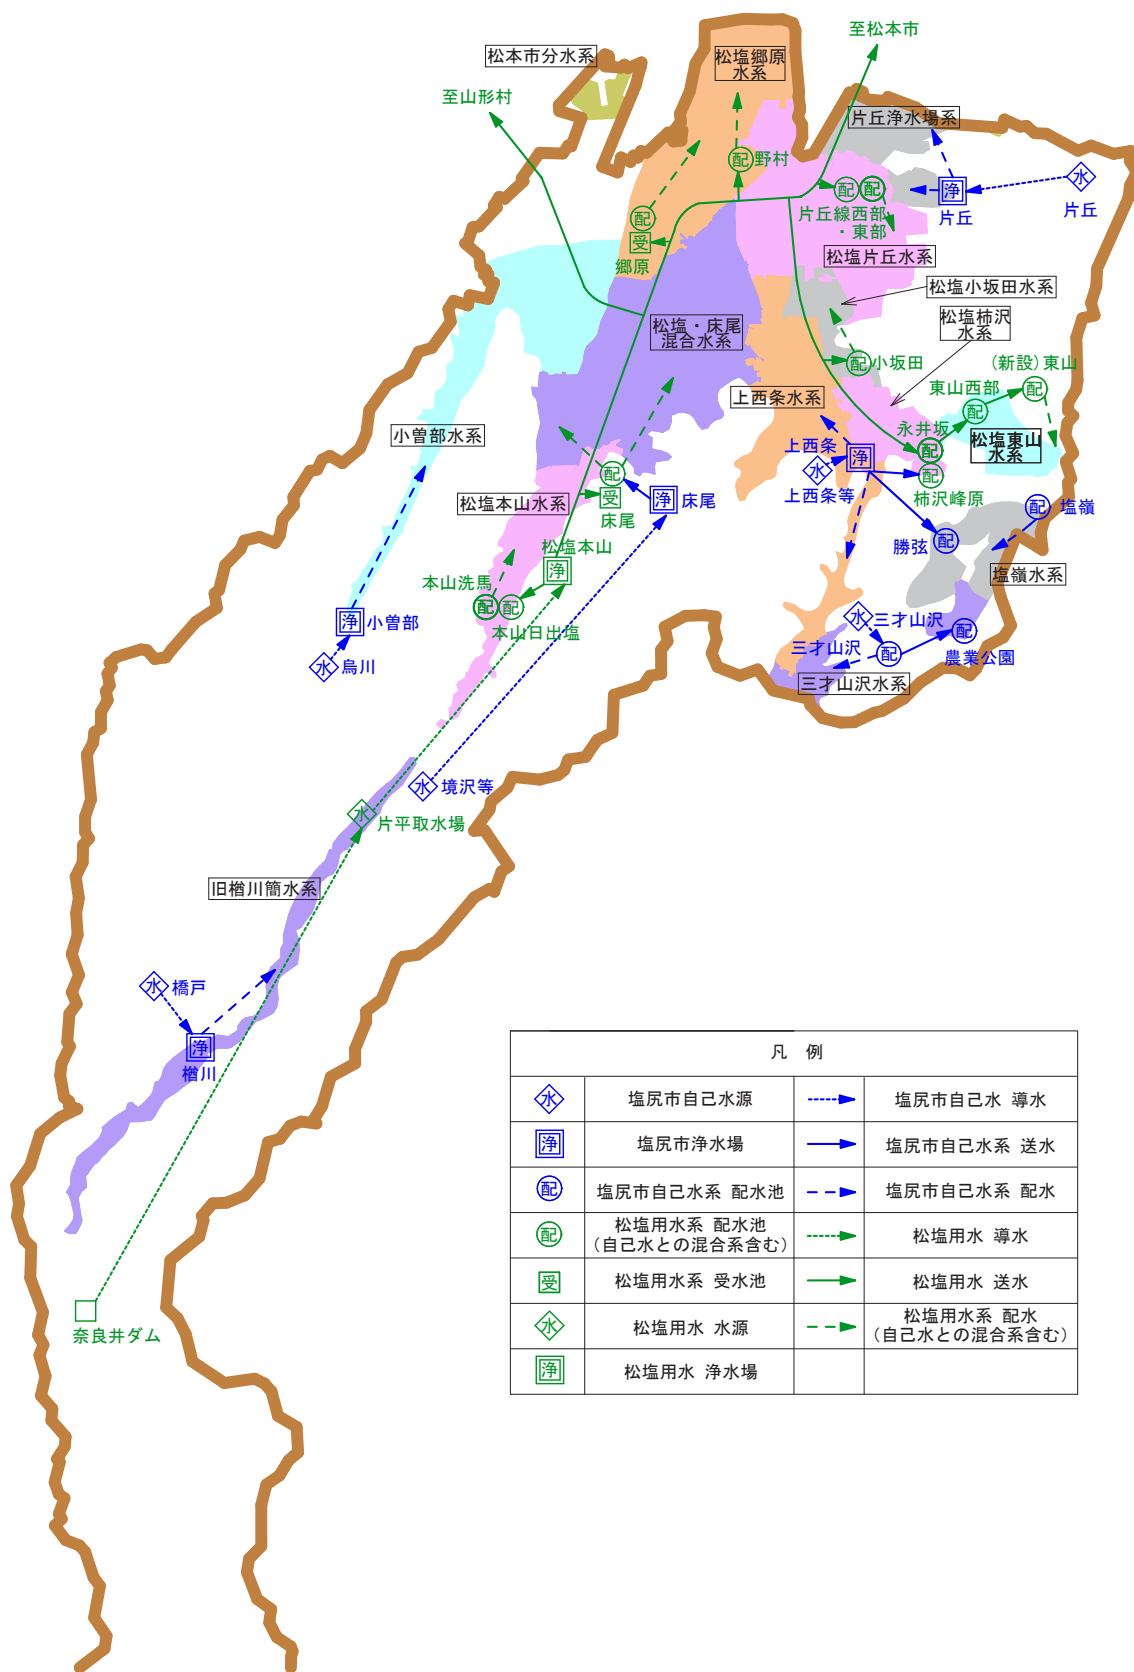 至松本市
松本市分水系
松塩郷原
水系
至山形村
片丘浄水場系
配
野村
水
片丘
配
配
浄
片丘
片丘線西部
・東部
配
受
郷原
松塩片丘水系
松塩小坂田水系
松塩・床尾
混合水系
松塩柿沢
水系
配
小坂田
(新設)東山
配
東山西部
配
上西条水系
小曽部水系
永井坂
配
松塩東山
水系
上西条
浄
水
上西条等
配
柿沢峰原
配
松塩本山水系
受
床尾
浄
床尾
配
塩嶺
配
勝弦
松塩本山
浄
塩嶺水系
本山洗馬
配
配
本山日出塩
浄
小曽部
水
烏川
水
三才山沢
三才山沢
配
配
農業公園
三才山沢水系
水
境沢等
水
片平取水場
旧楢川簡水系
水
橋戸
浄
楢川
奈良井ダム
凡 例
水 塩尻市自己水源 塩尻市自己水 導水
浄 塩尻市浄水場 塩尻市自己水系 送水
配 塩尻市自己水系 配水池 塩尻市自己水系 配水
配 松塩用水系 配水池
(自己水との混合系含む) 松塩用水 導水
受 松塩用水系 受水池 松塩用水 送水
水 松塩用水 水源 松塩用水系 配水
(自己水との混合系含む)
浄 松塩用水 浄水場